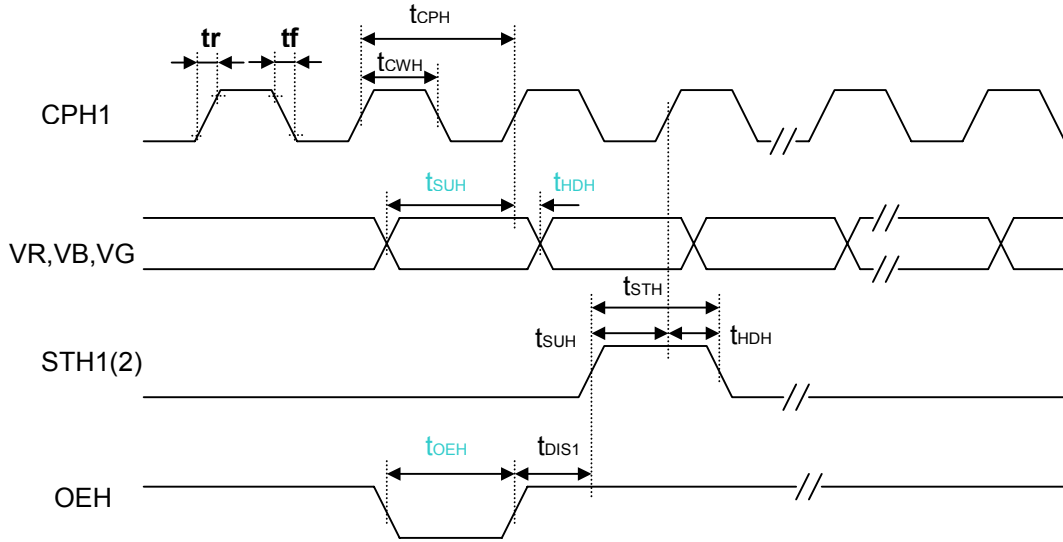 tCPH
tr tf
tCWH
CPH1
tSUH tHDH
VR,VB,VG
tSTH
tSUH tHDH
STH1(2)
tOEH tDIS1
OEH